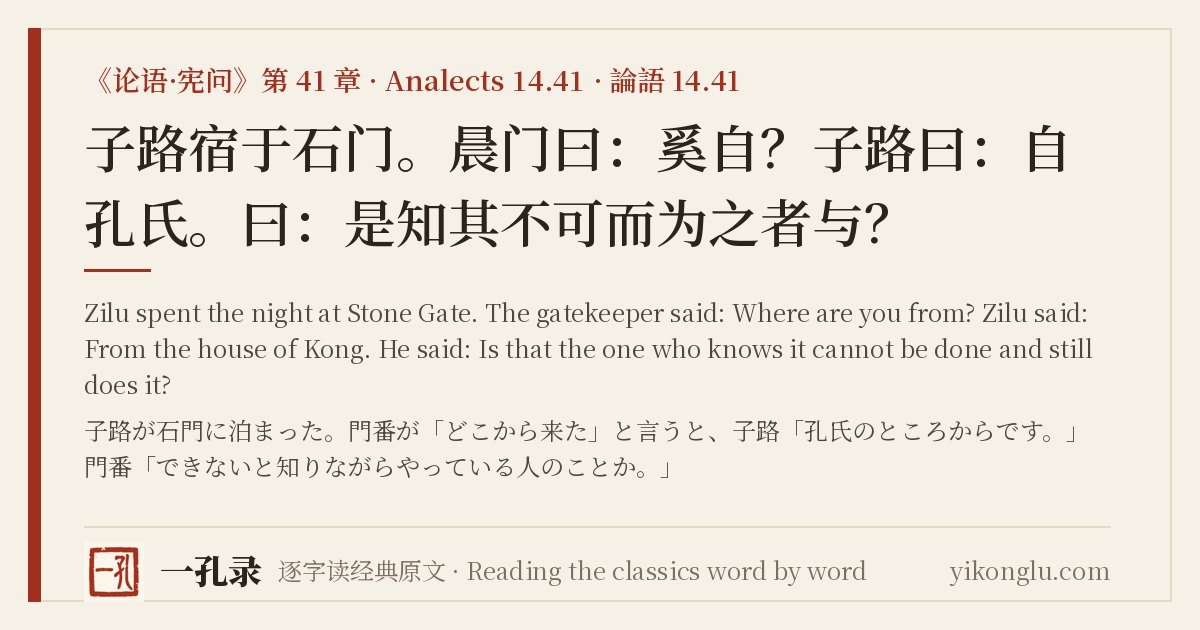 《论语·宪问》第 41 章 · Analects 14.41 · 論語 14.41
子路宿于石门。晨门曰：奚自？子路曰：自
孔氏。曰：是知其不可而为之者与？
Zilu spent the night at Stone Gate. The gatekeeper said: Where are you from? Zilu said:
From the house of Kong. He said: Is that the one who knows it cannot be done and still
does it?
子路が石門に泊まった。門番が「どこから来た」と言うと、子路「孔氏のところからです。」
門番「できないと知りながらやっている人のことか。」
一孔
一孔录 逐字读经典原文 · Reading the classics word by word yikonglu.com